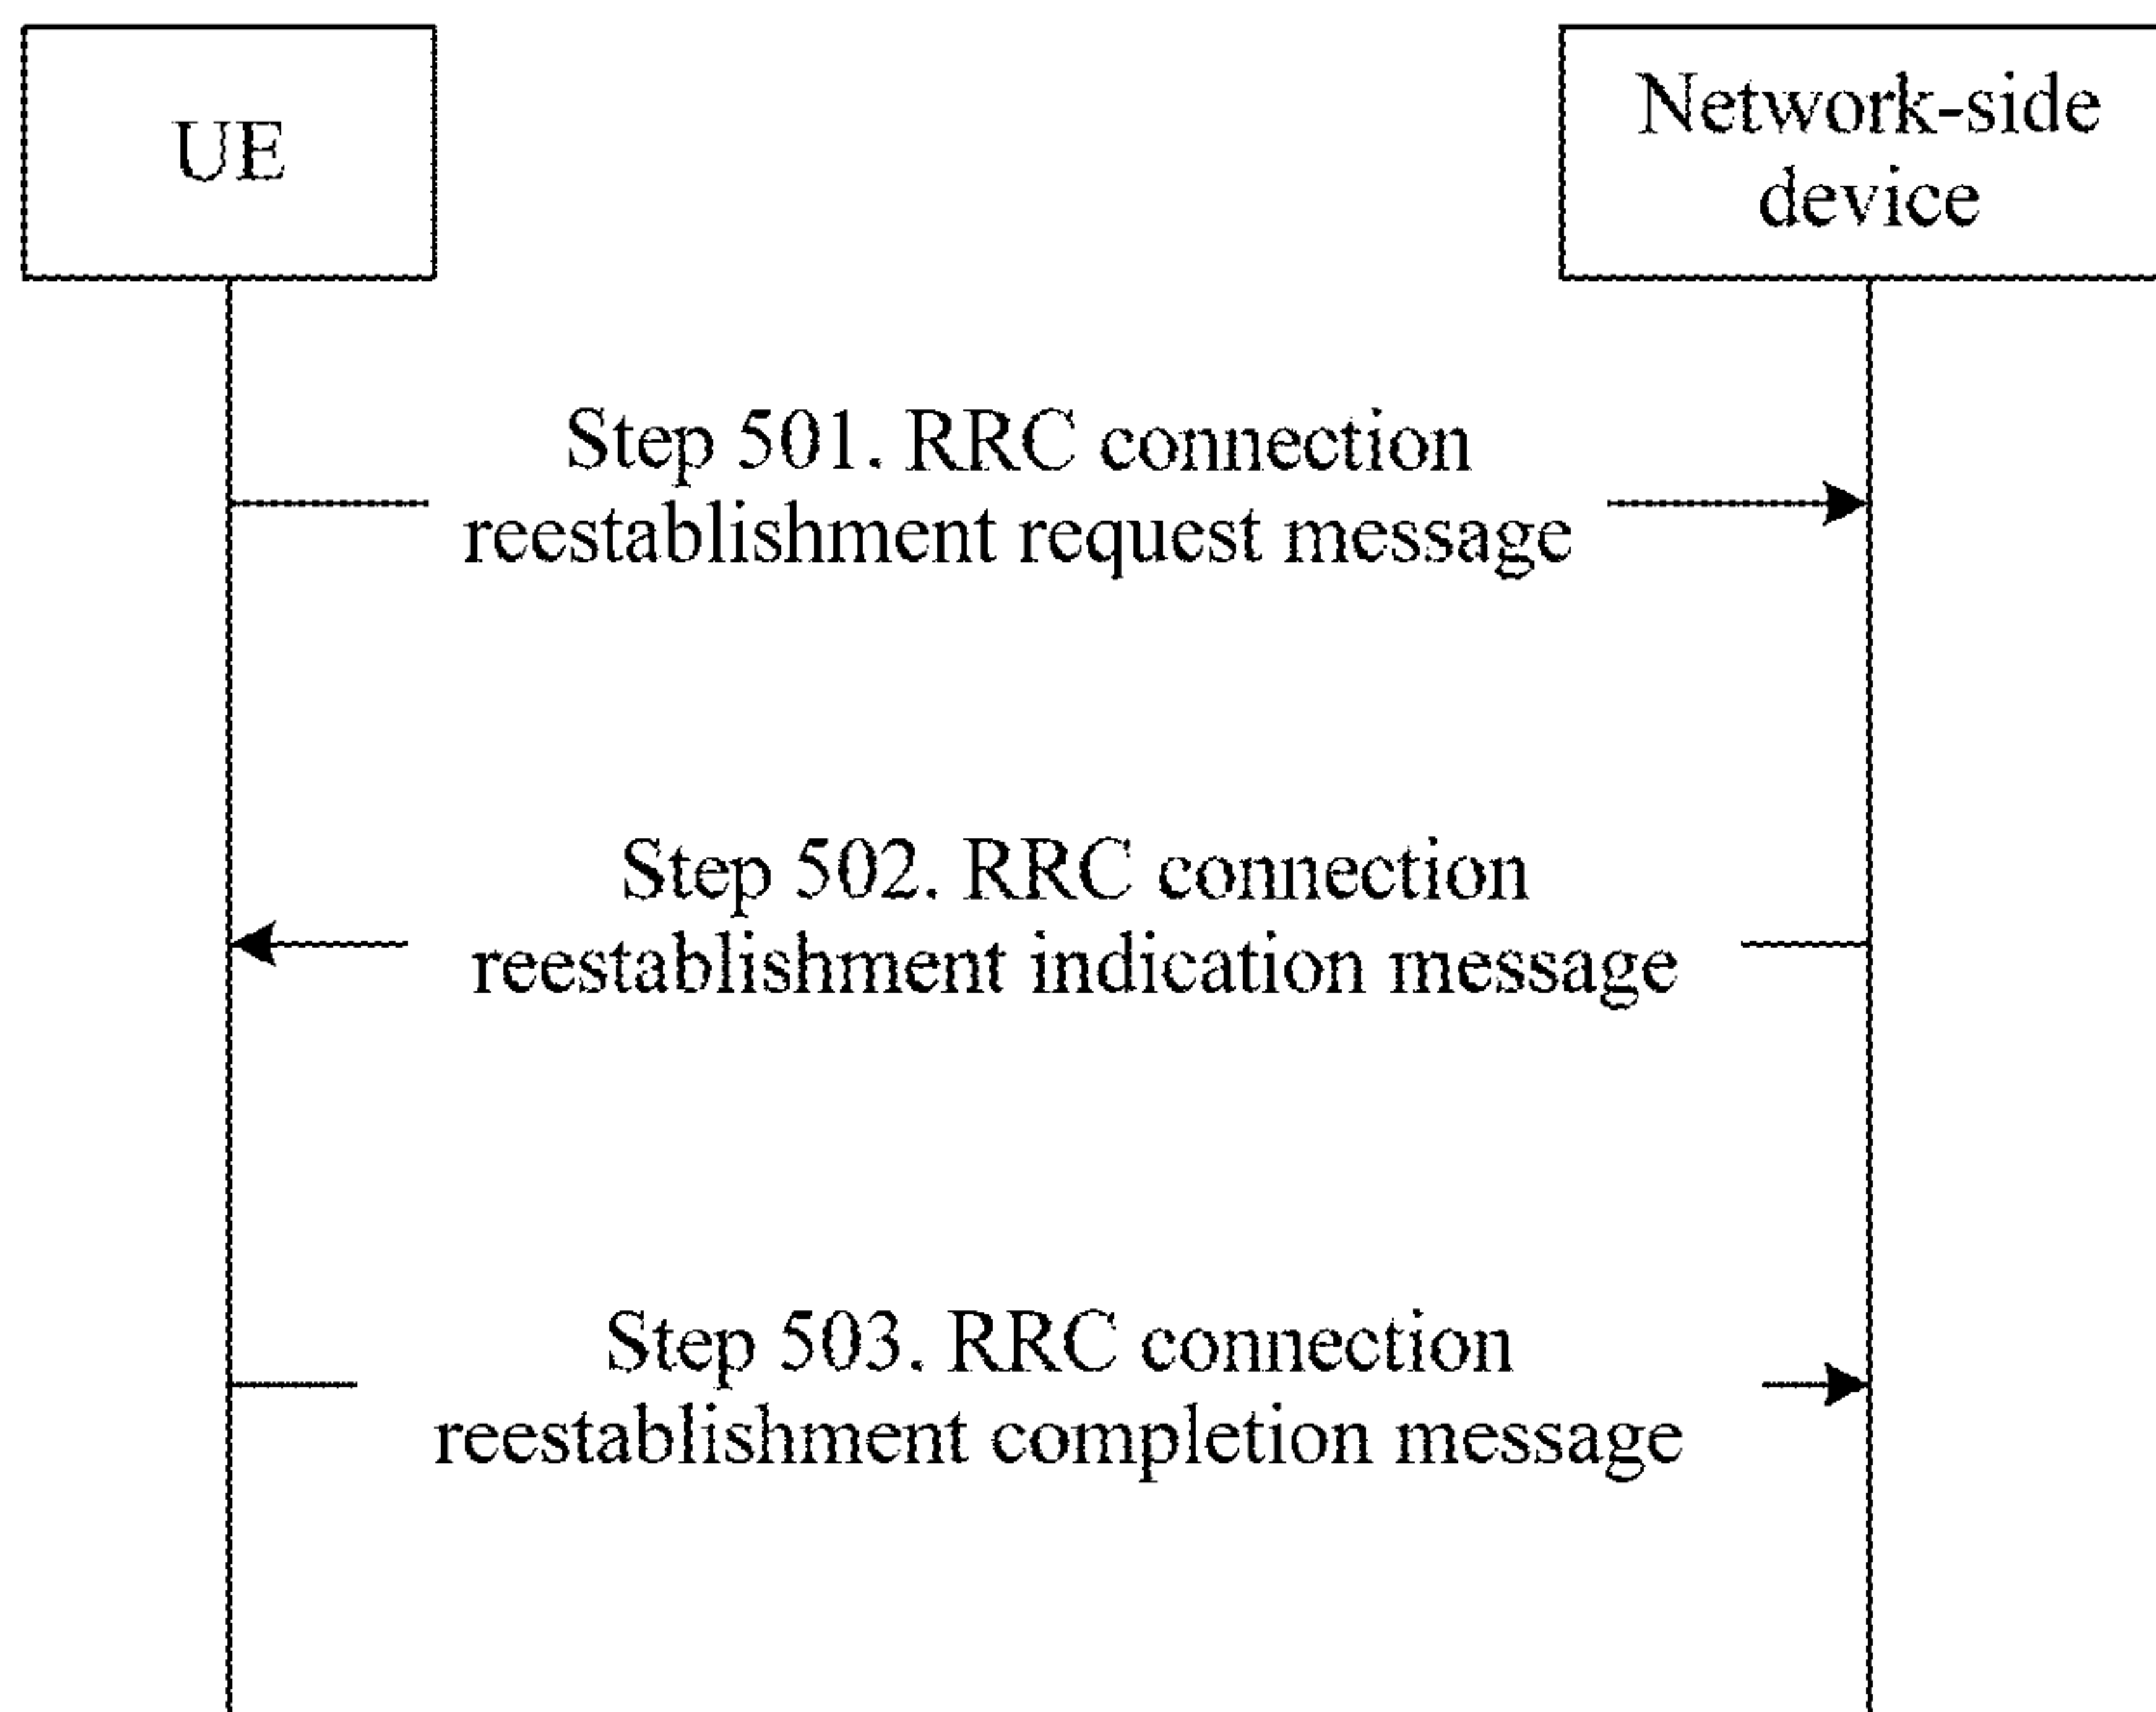 UE
Network-side
device
Step 501. RRC connection
reestablishment request message
Step 502. RRC connection
reestablishment indication message
Step 503. RRC connection
reestablishment completion message